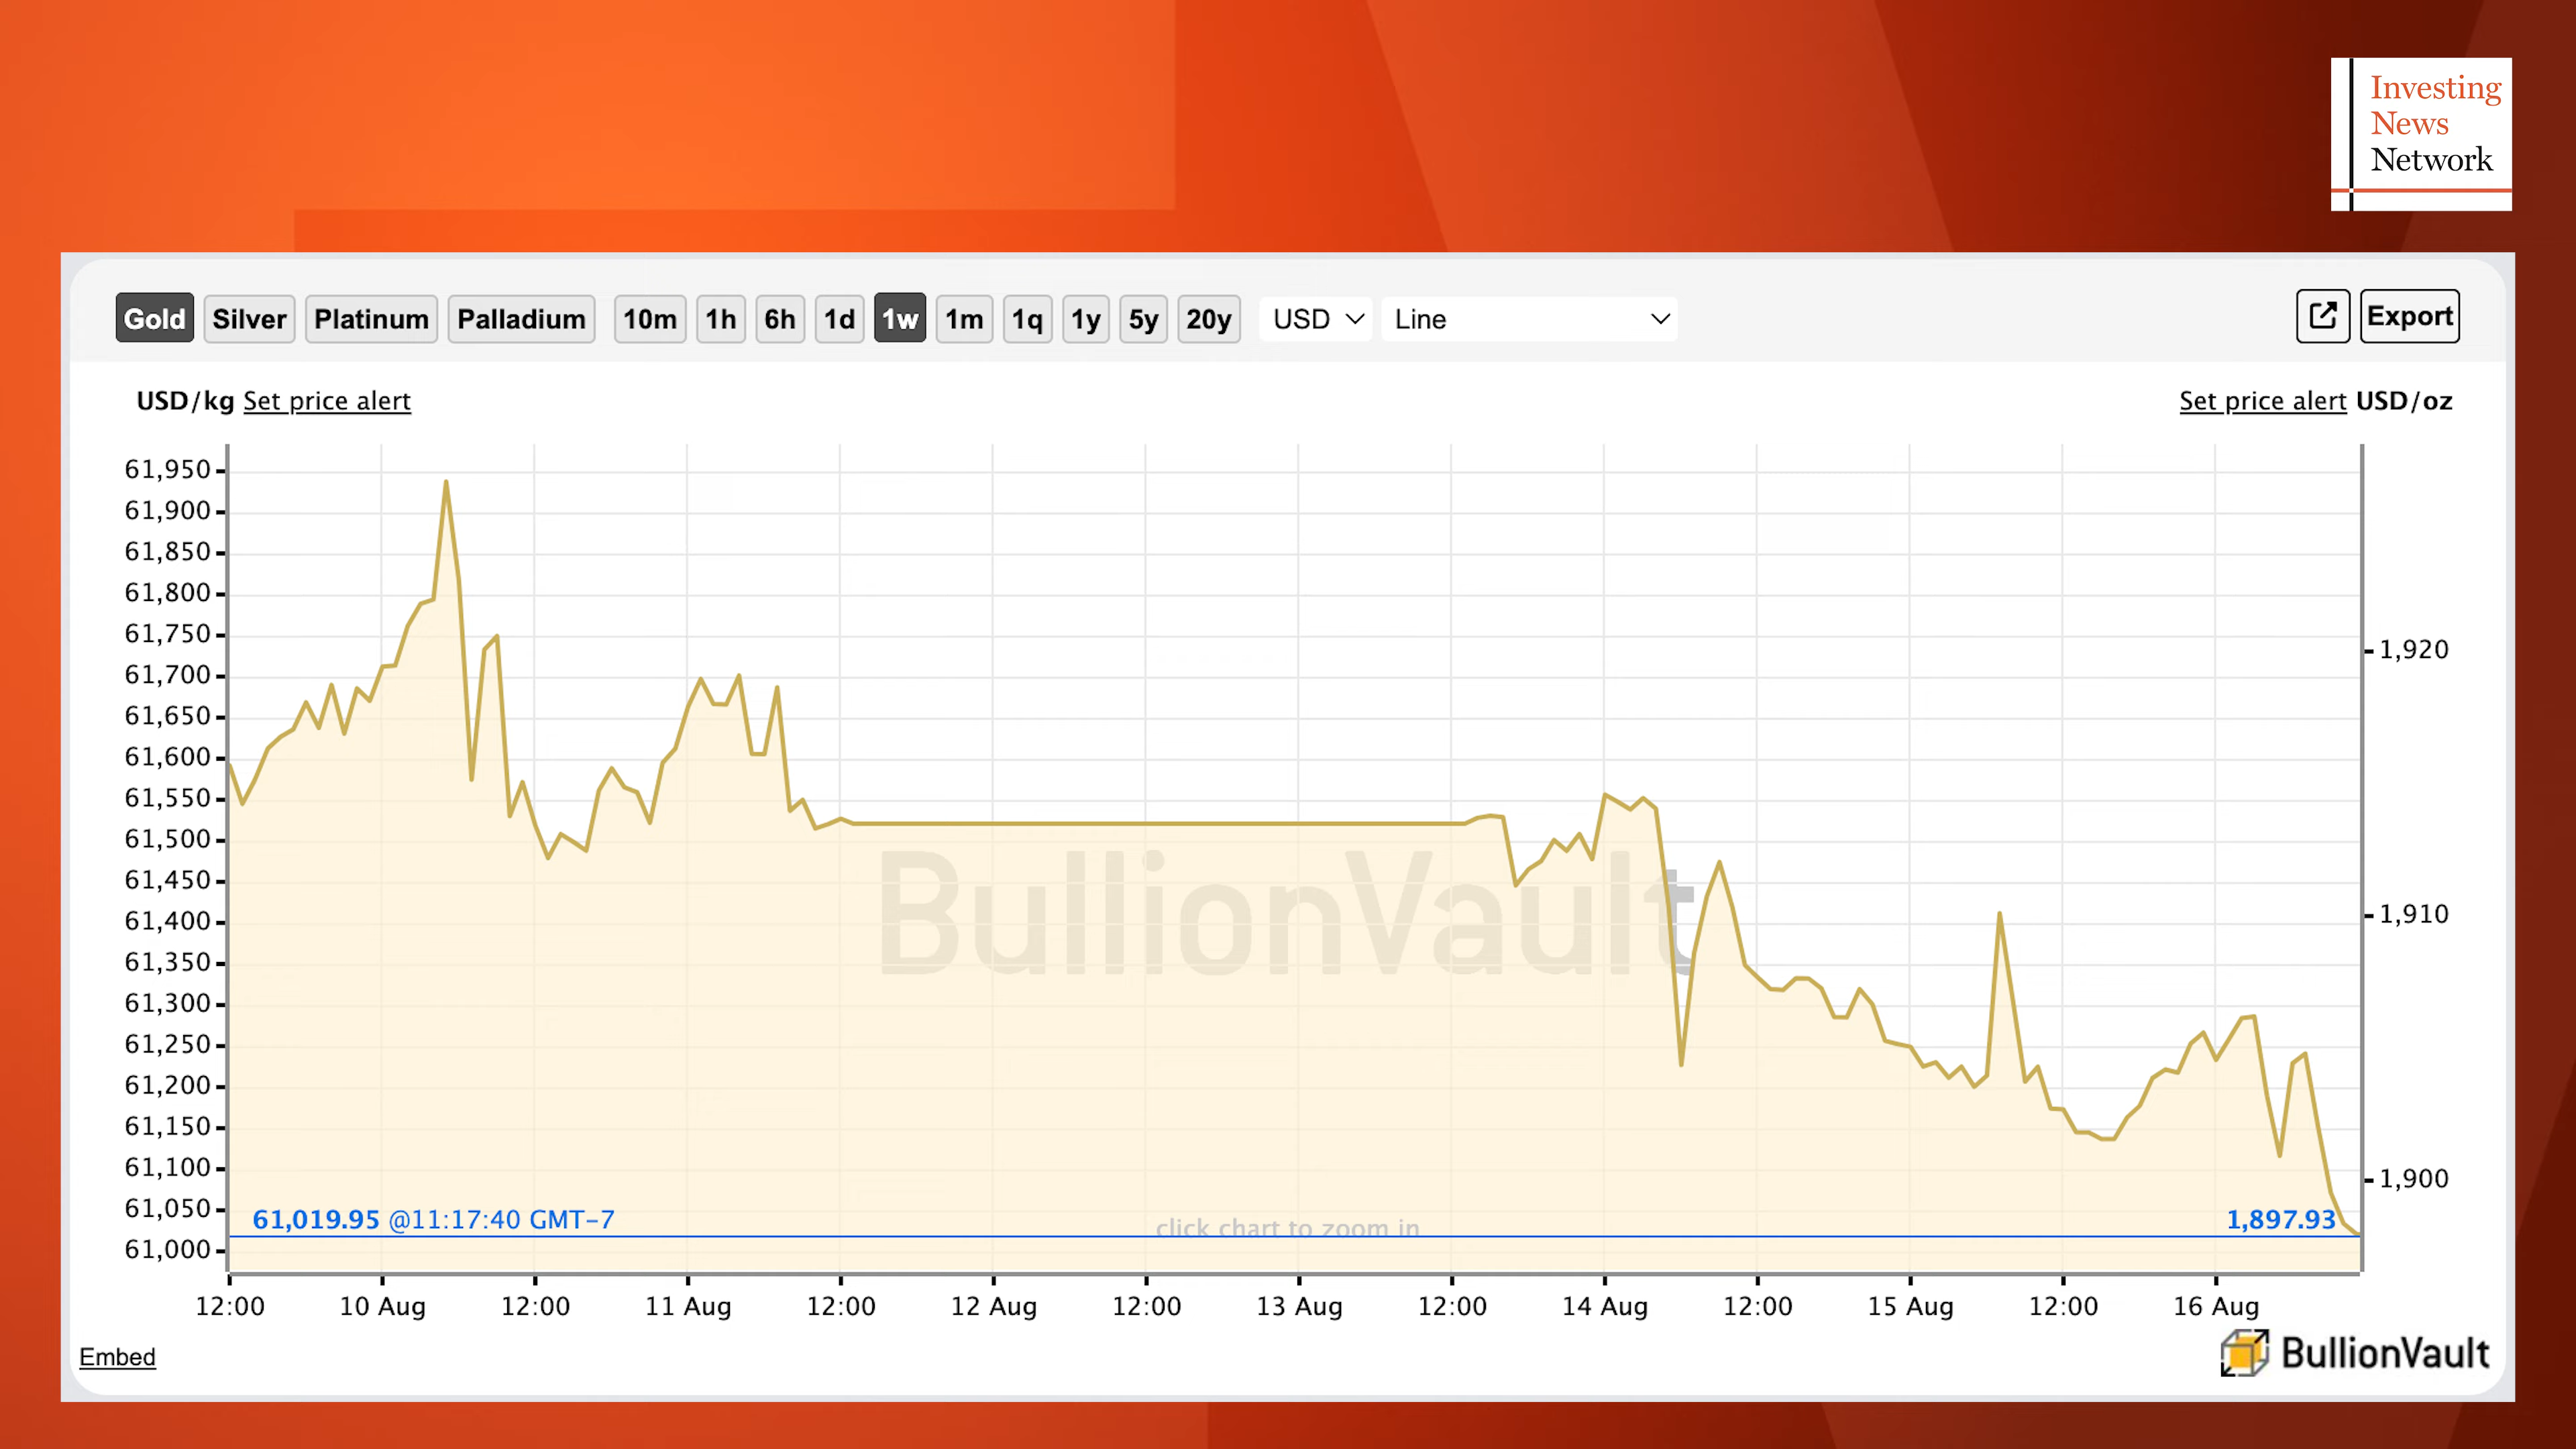 Investing
News
Network
Gold Silver Platinum Palladium 10m 1h 6h 1d 1w 1m 1q 1y 5y 20y USD Line Export
USD/kg Set price alert
Set price alert USD/oz
61,950
61,900
61,850
61,800
61,750
61,700
61,650
61,600
61,550
61,500
61,450
61,400
61,350
61,300
61,250
61,200
61,150
61,100
61,050
61,000
1,920
1,910
1,900
BullionVault
61,019.95 @11:17:40 GMT-7
click chart to zoom in
1,897.93
12:00 10 Aug 12:00 11 Aug 12:00 12 Aug 12:00 13 Aug 12:00 14 Aug 12:00 15 Aug 12:00 16 Aug
Embed
BullionVault